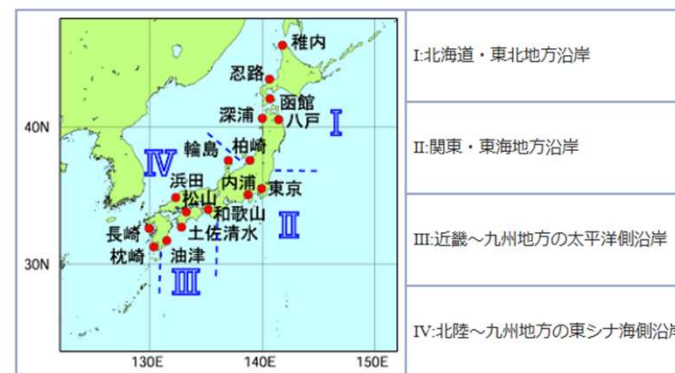 稚内
忍路
函館
深浦
八戸
I
40N
輪島
柏崎
IV
浜田
内浦
東京
松山
和歌山
II
長崎
土佐清水
枕崎
油津
30N
III
130E
140E
150E
I:北海道・東北地方沿岸
II:関東・東海地方沿岸
III:近畿～九州地方の太平洋側沿岸
IV:北陸～九州地方の東シナ海側沿岸